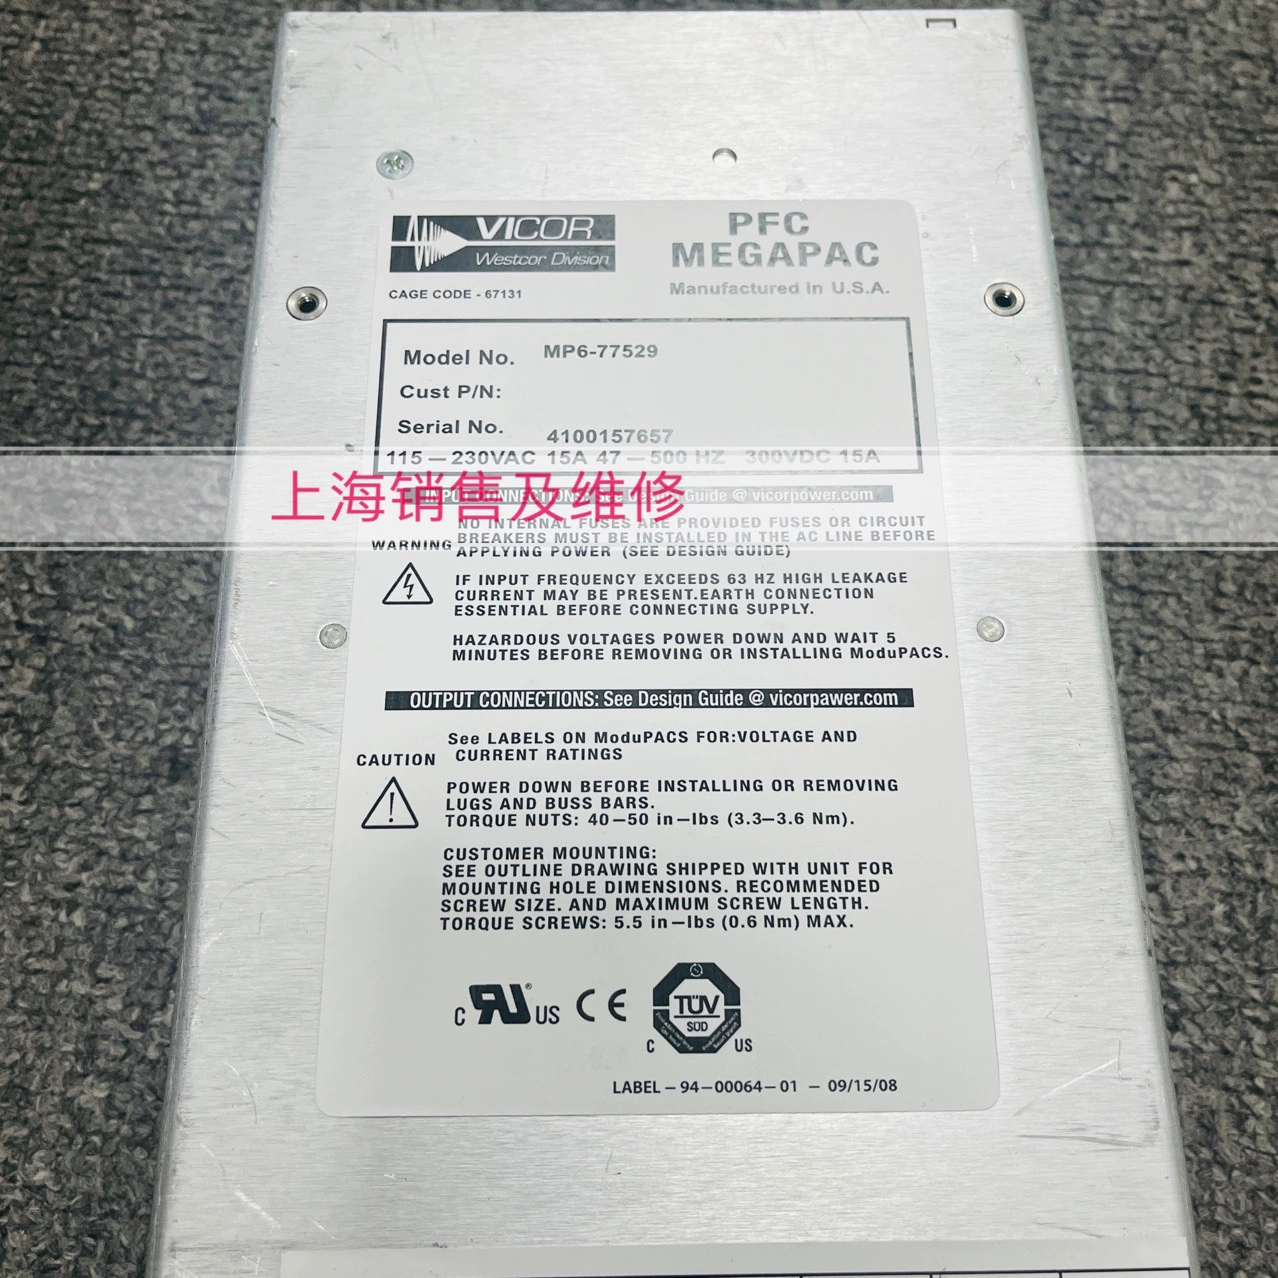 VICOR
Westcor Division
PFC
MEGAPAC
Manufactured in U.S.A.
CAGE CODE - 67131
Model No. MP6-77529
Cust P/N:
Serial No. 4100157657
115 — 230VAC 15A 47 — 500 HZ 300VDC 15A
上海销售及维修
INPUT CONNECTIONS: See Design Guide @ vicorpower.com
WARNING
NO INTERNAL FUSES ARE PROVIDED FUSES OR CIRCUIT
BREAKERS MUST BE INSTALLED IN THE AC LINE BEFORE
APPLYING POWER (SEE DESIGN GUIDE)
IF INPUT FREQUENCY EXCEEDS 63 HZ HIGH LEAKAGE
CURRENT MAY BE PRESENT.EARTH CONNECTION
ESSENTIAL BEFORE CONNECTING SUPPLY.
HAZARDOUS VOLTAGES POWER DOWN AND WAIT 5
MINUTES BEFORE REMOVING OR INSTALLING ModuPACS.
OUTPUT CONNECTIONS: See Design Guide @ vicorpawer.com
CAUTION
See LABELS ON ModuPACS FOR:VOLTAGE AND
CURRENT RATINGS
POWER DOWN BEFORE INSTALLING OR REMOVING
LUGS AND BUSS BARS.
TORQUE NUTS: 40—50 in—lbs (3.3—3.6 Nm).
CUSTOMER MOUNTING:
SEE OUTLINE DRAWING SHIPPED WITH UNIT FOR
MOUNTING HOLE DIMENSIONS. RECOMMENDED
SCREW SIZE. AND MAXIMUM SCREW LENGTH.
TORQUE SCREWS: 5.5 in—lbs (0.6 Nm) MAX.
C RU® US CE
TÜV
SÜD
C US
LABEL — 94—00064—01 — 09/15/08